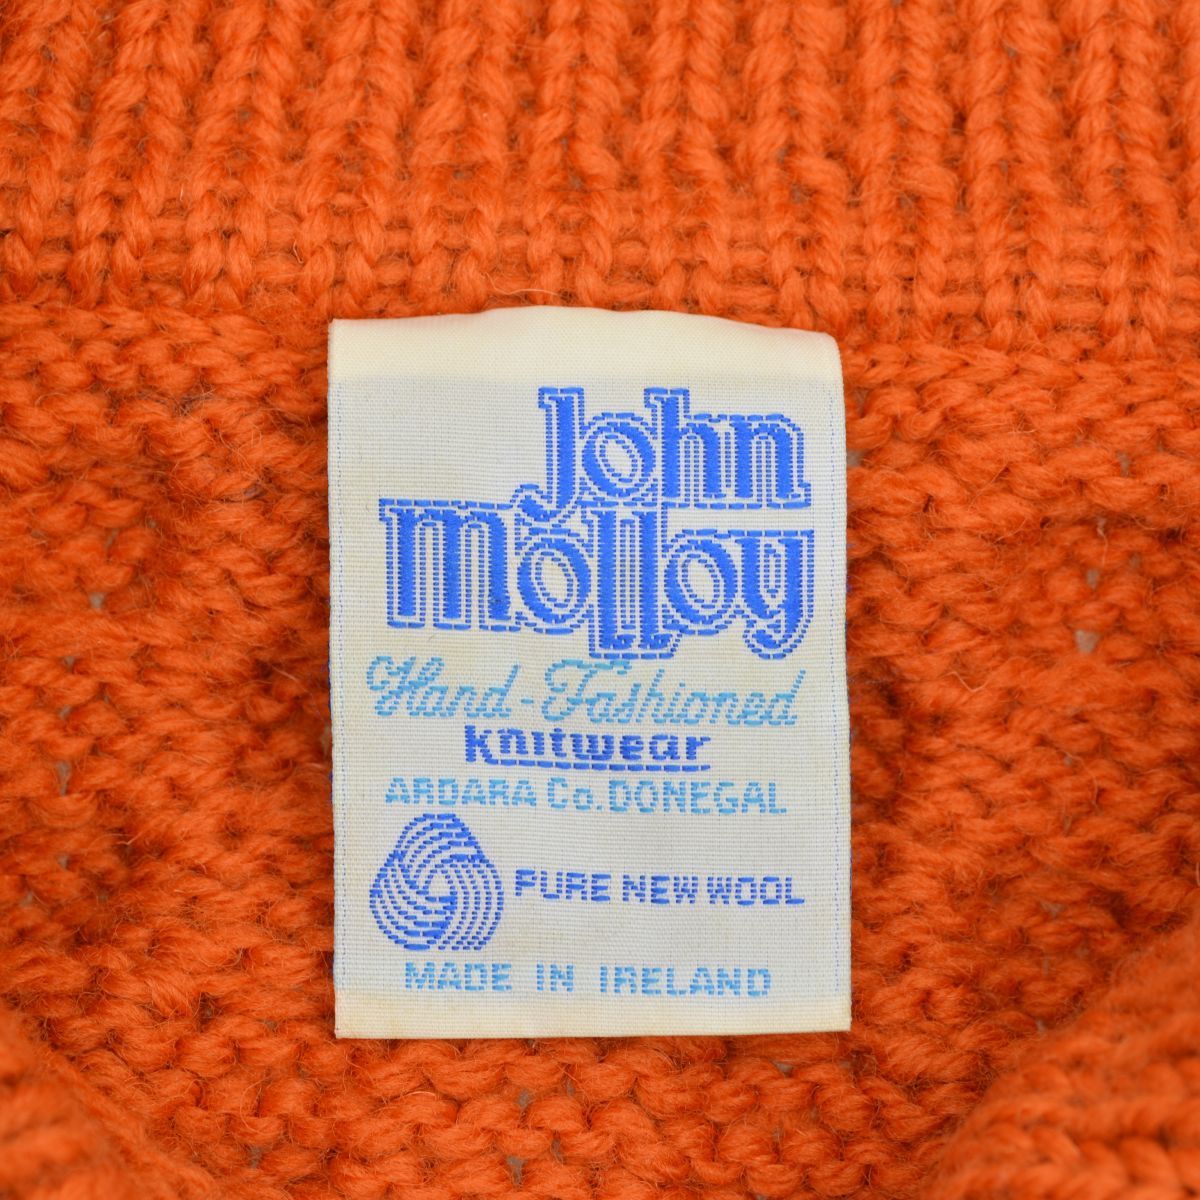 John
Molloy
Hand-Fashioned
knitwear
ARDARA Co. DONEGAL
PURE NEW WOOL
MADE IN IRELAND